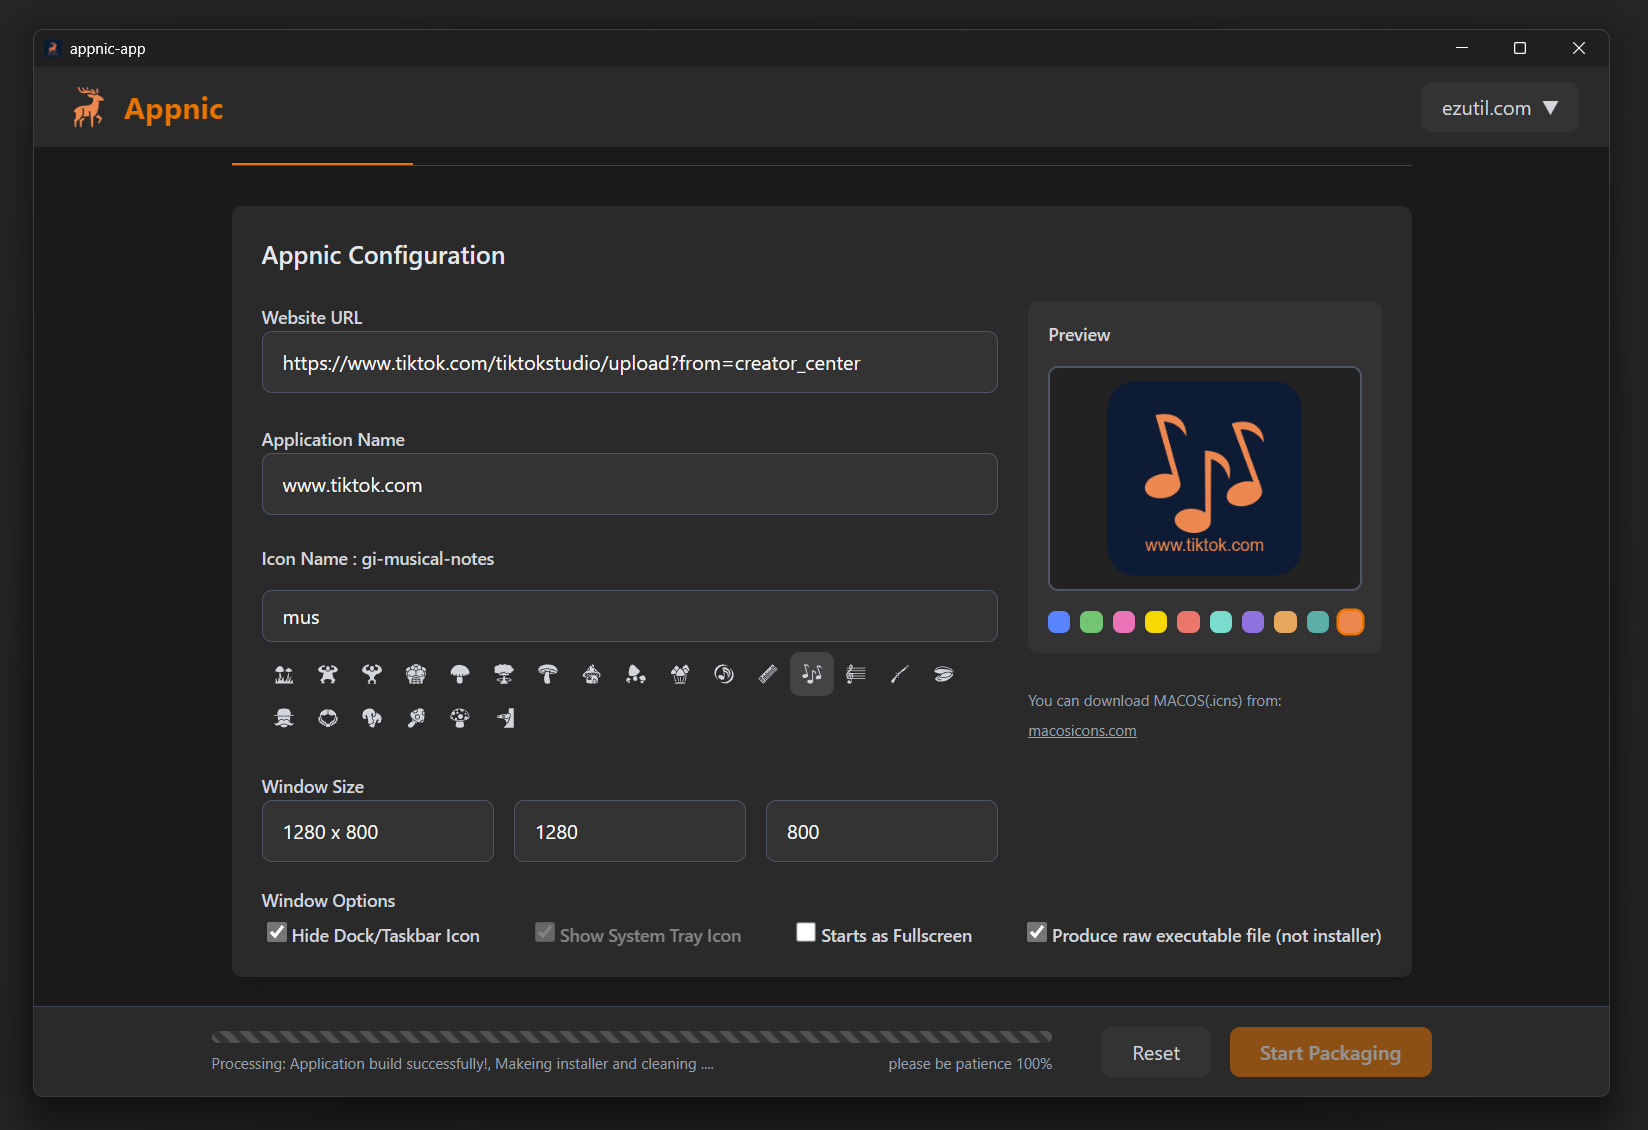 appnic-app
Appnic
ezutil.com
Appnic Configuration
Website URL
https://www.tiktok.com/tiktokstudio/upload?from=creator_center
Application Name
www.tiktok.com
Icon Name : gi-musical-notes
mus
Preview
www.tiktok.com
You can download MACOS(.icns) from:
macosicons.com
Window Size
1280 x 800
1280
800
Window Options
Hide Dock/Taskbar Icon
Show System Tray Icon
Starts as Fullscreen
Produce raw executable file (not installer)
Processing: Application build successfully!, Makeing installer and cleaning ....
please be patience 100%
Reset
Start Packaging